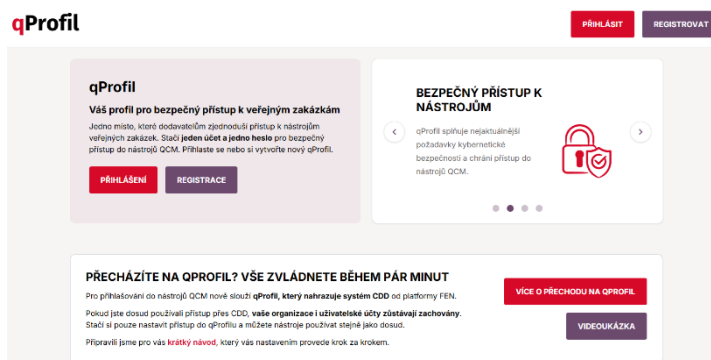 qProfil
PŘIHLÁSIT
REGISTROVAT
qProfil
Váš profil pro bezpečný přístup k veřejným zakázkám
Jedno místo, které dodavatelům zjednoduší přístup k nástrojům
veřejných zakázek. Stačí jeden účet a jedno heslo pro bezpečný
přístup do nástrojů QCM. Přihlaste se nebo si vytvořte nový qProfil.
PŘIHLÁŠENÍ
REGISTRACE
BEZPEČNÝ PŘÍSTUP K
NÁSTROJŮM
qProfil splňuje nejaktuálnější
požadavky kybernetické
bezpečnosti a chrání přístup do
nástrojů QCM.
PŘECHÁZÍTE NA QPROFIL? VŠE ZVLÁDNETE BĚHEM PÁR MINUT
Pro přihlašování do nástrojů QCM nově slouží qProfil, který nahrazuje systém CDD od platformy FEN.
Pokud jste dosud používali přístup přes CDD, vaše organizace i uživatelské účty zůstávají zachovány.
Stačí si pouze nastavit přístup do qProfilu a můžete nástroje používat stejně jako dosud.
Připravili jsme pro vás krátký návod, který vás nastavením provede krok za krokem.
VÍCE O PŘECHODU NA QPROFIL
VIDEOUKÁZKA